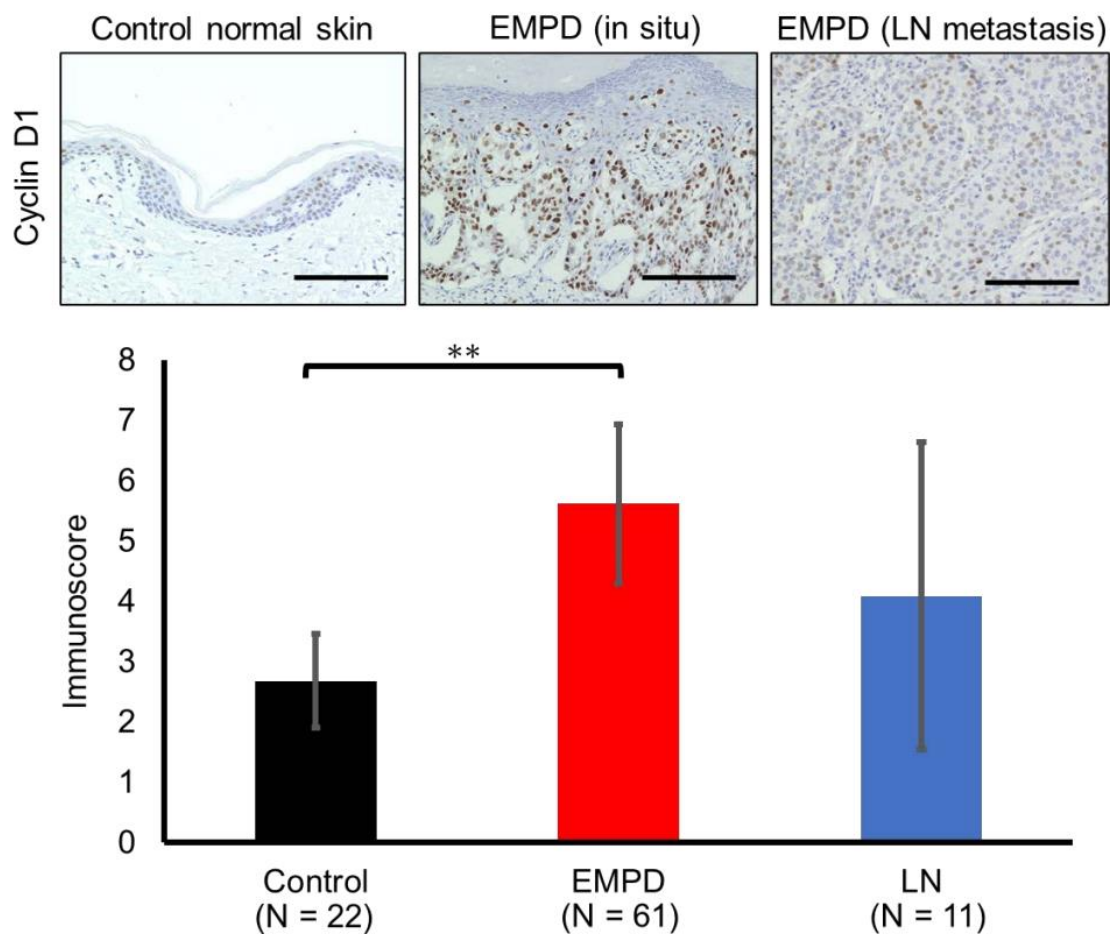 Control normal skin
EMPD (in situ)
EMPD (LN metastasis)
Cyclin D1
**
8
7
6
5
4
3
2
1
0
Immunoscore
Control
(N = 22)
EMPD
(N = 61)
LN
(N = 11)